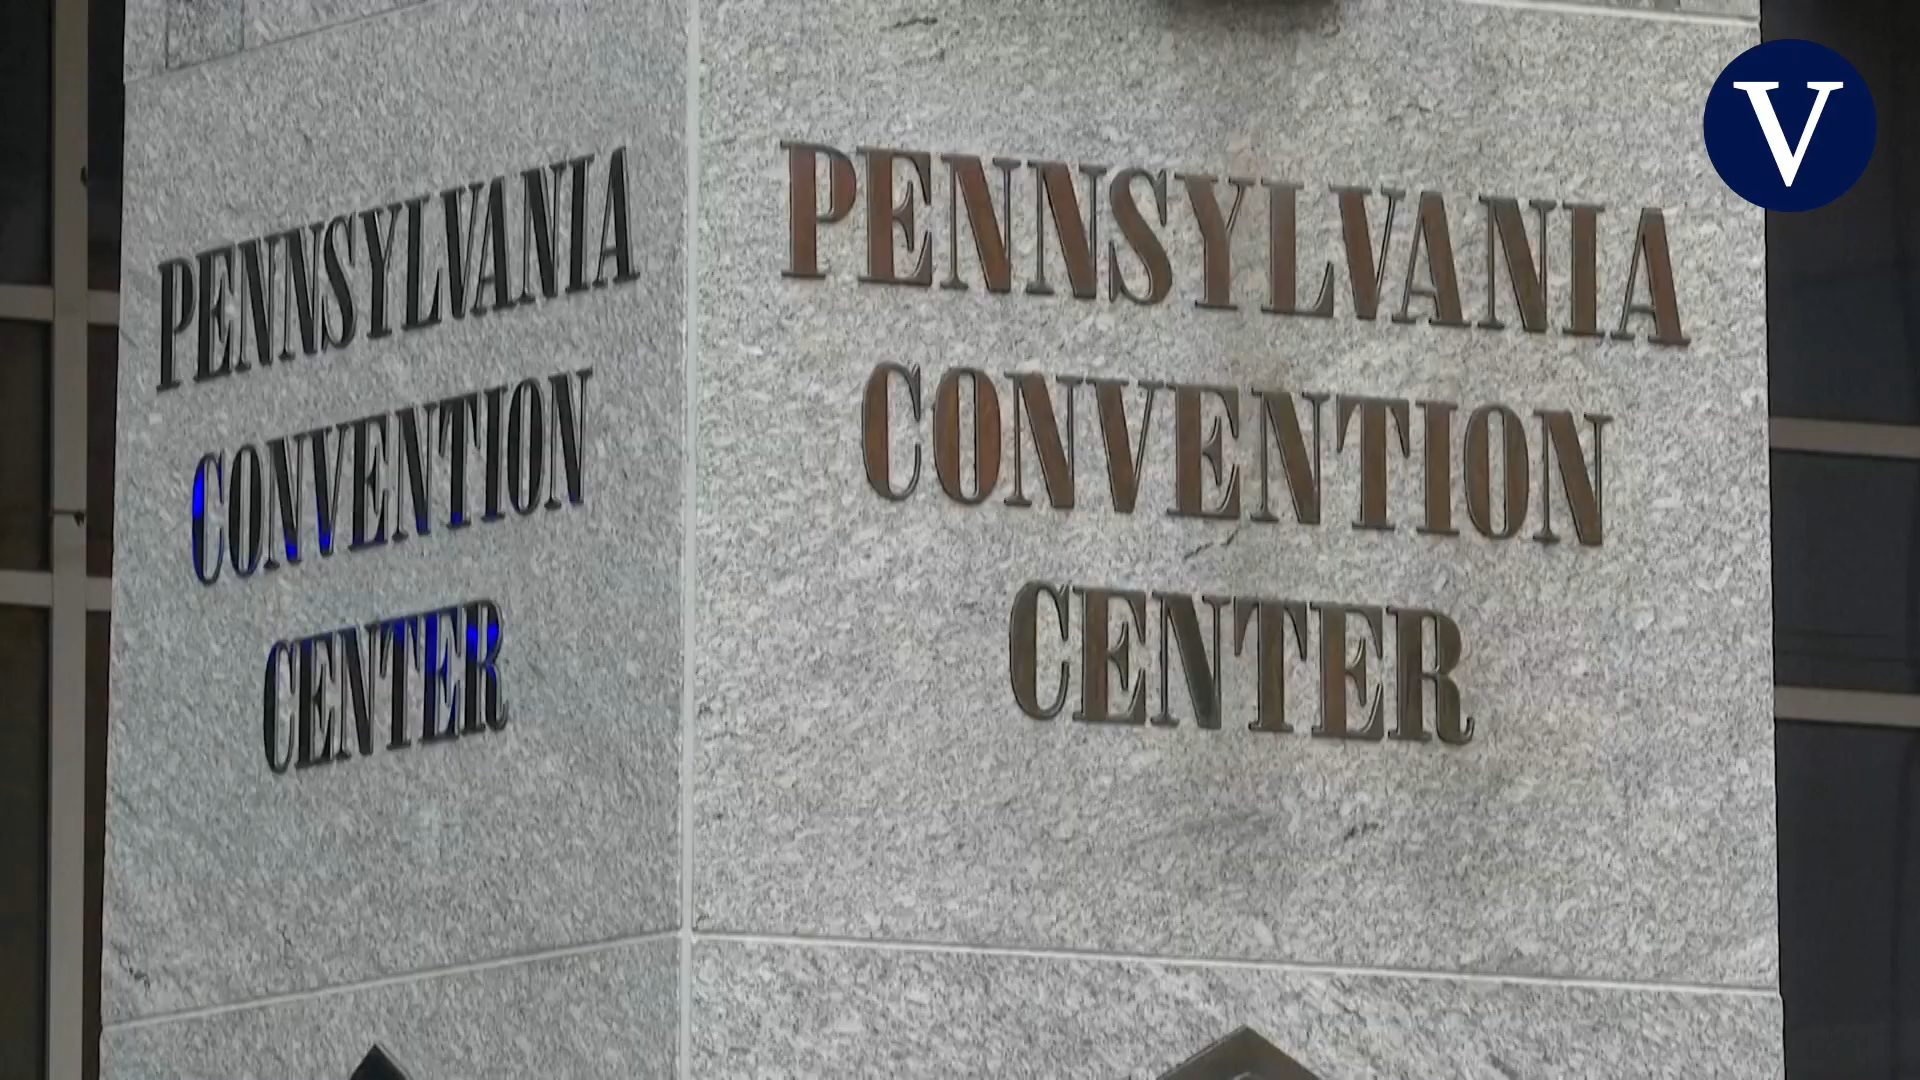 PENNSYLVANIA
CONVENTION
CENTER
PENNSYLVANIA
CONVENTION
CENTER
V